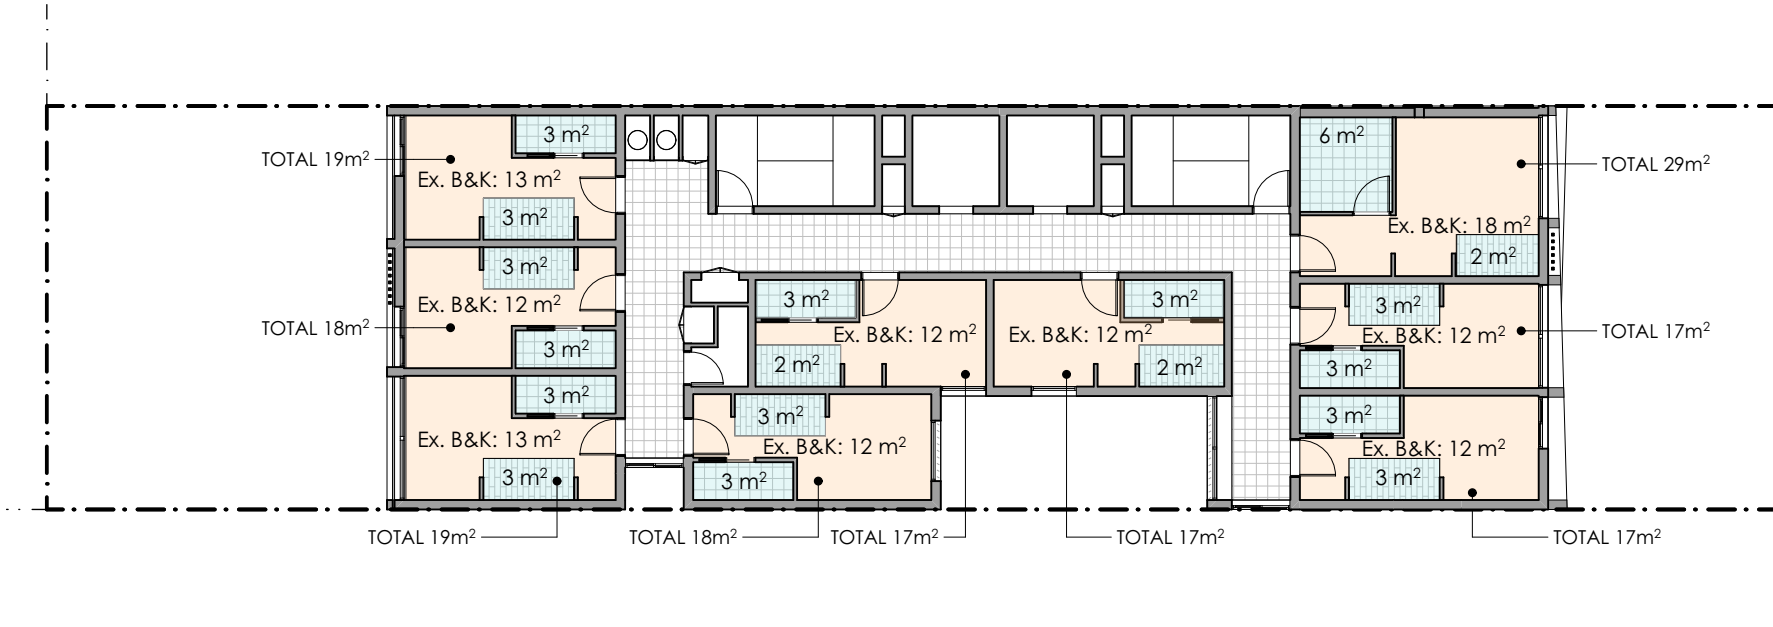 3 m²
6 m²
TOTAL 19m²
TOTAL 29m²
Ex. B&K: 13 m²
3 m²
Ex. B&K: 18 m²
2 m²
3 m²
Ex. B&K: 12 m²
3 m²
3 m²
3 m²
TOTAL 18m²
Ex. B&K: 12 m²
Ex. B&K: 12 m²
Ex. B&K: 12 m²
TOTAL 17m²
3 m²
2 m²
2 m²
3 m²
3 m²
3 m²
3 m²
Ex. B&K: 13 m²
Ex. B&K: 12 m²
Ex. B&K: 12 m²
3 m²
3 m²
3 m²
TOTAL 19m²
TOTAL 18m²
TOTAL 17m²
TOTAL 17m²
TOTAL 17m²